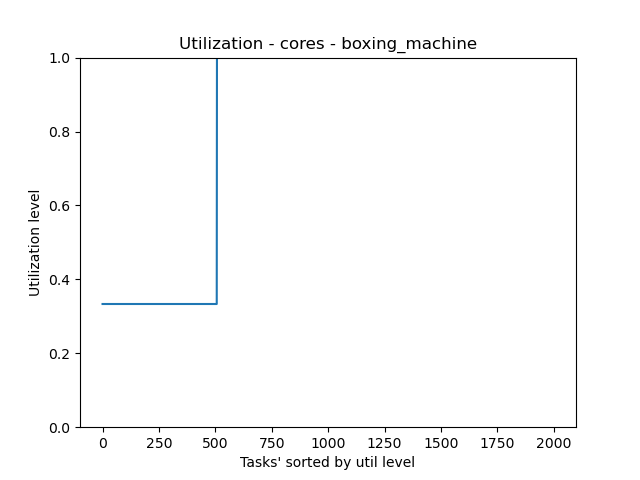 Utilization - cores - boxing_machine
1.0
0.8
0.6
0.4
0.2
0.0
Utilization level
0 250 500 750 1000 1250 1500 1750 2000
Tasks' sorted by util level